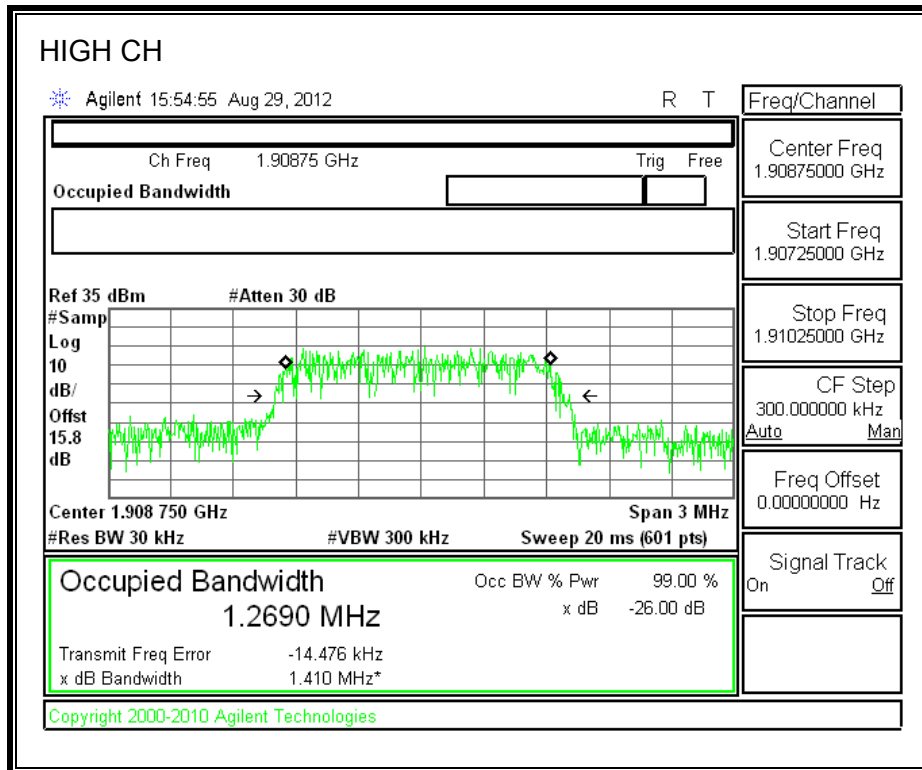 HIGH CH
Agilent 15:54:55 Aug 29, 2012 R T
Freq/Channel
Ch Freq 1.90875 GHz Trig Free
Occupied Bandwidth
Center Freq
1.90875000 GHz
Start Freq
1.90725000 GHz
Stop Freq
1.91025000 GHz
CF Step
300.000000 kHz
Auto Man
Freq Offset
0.00000000 Hz
Signal Track
On Off
Ref 35 dBm #Atten 30 dB
#Samp
Log
10
dB/
Offst
15.8
dB
Center 1.908 750 GHz Span 3 MHz
#Res BW 30 kHz #VBW 300 kHz Sweep 20 ms (601 pts)
Occupied Bandwidth Occ BW % Pwr 99.00 %
1.2690 MHz x dB -26.00 dB
Transmit Freq Error -14.476 kHz
x dB Bandwidth 1.410 MHz*
Copyright 2000-2010 Agilent Technologies